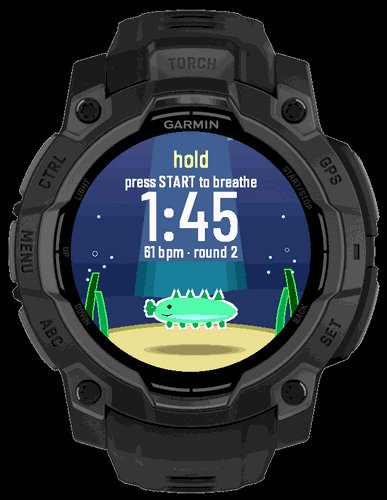 TORCH
GARMIN
CTRL
LIGHT
GPS
START/STOP
hold
press START to breathe
1:45
61 bpm · round 2
MENU
UP
ABC
DOWN
SET
BACK